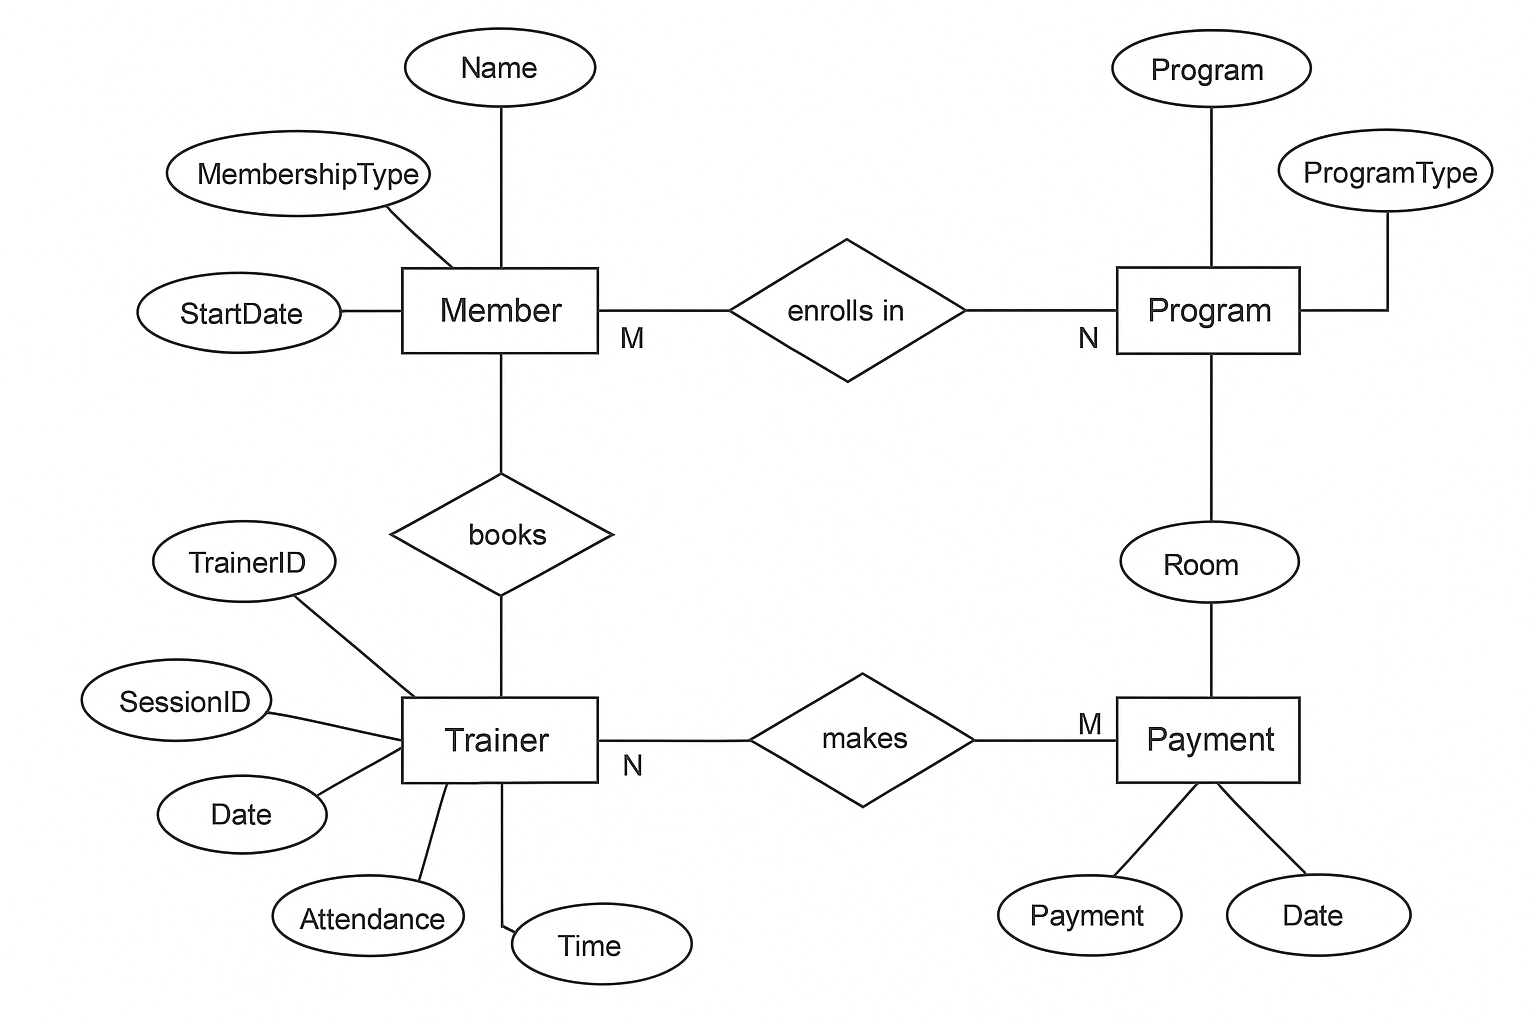 Name
Program
MembershipType
ProgramType
StartDate
Member
M
enrolls in
N
Program
books
TrainerID
Room
SessionID
Trainer
N
makes
M
Payment
Date
Attendance
Time
Payment
Date